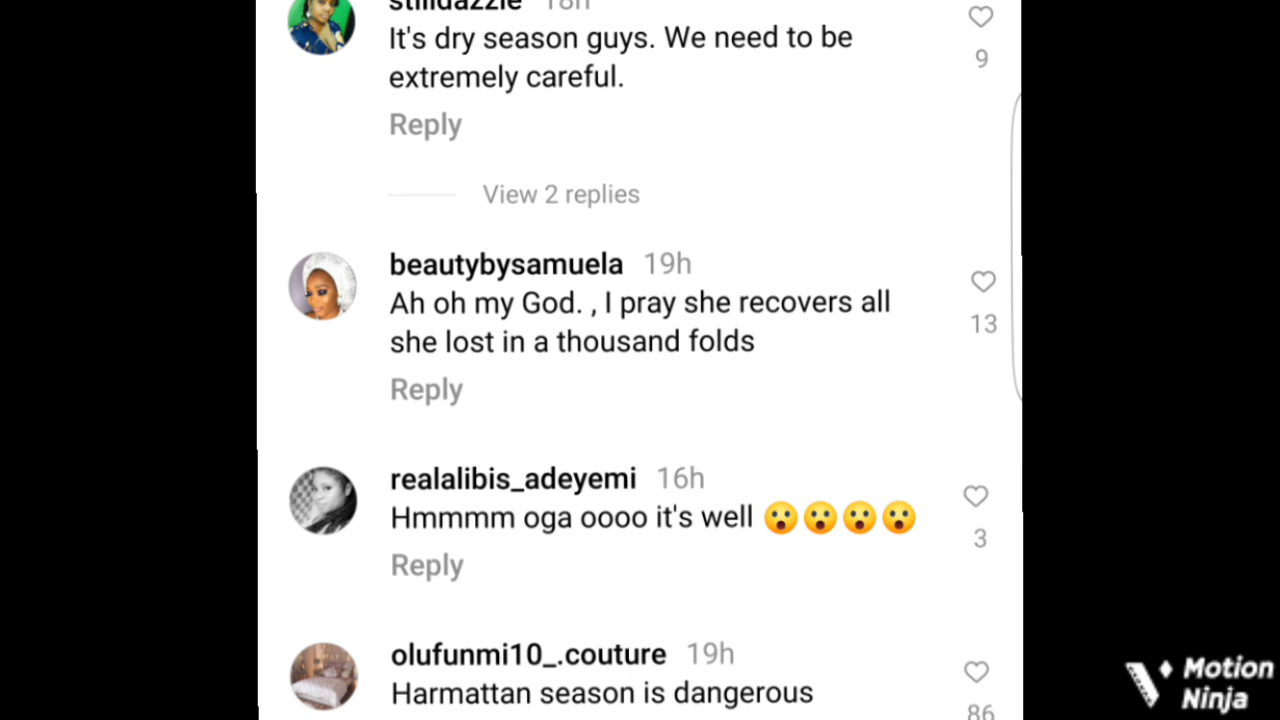 stilldazzle 18h
It's dry season guys. We need to be
9
extremely careful.
Reply
View 2 replies
beautybysamuela 19h
Ah oh my God. , I pray she recovers all
13
she lost in a thousand folds
Reply
realalibis_adeyemi 16h
Hmmmm oga oooo it's well 😮😮😮😮
3
Reply
olufunmi10_.couture 19h
Harmattan season is dangerous
86
Motion
Ninja